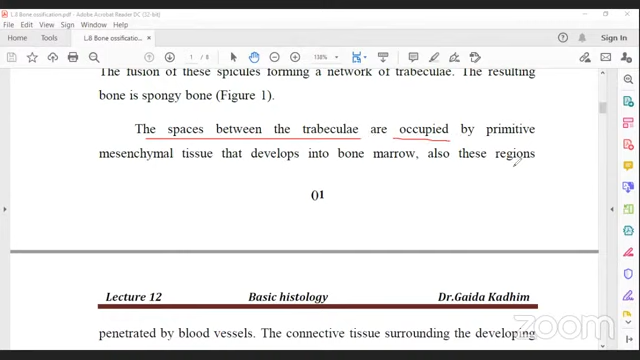 L.8 Bone ossification.pdf - Adobe Acrobat Reader DC (32-bit)
File Edit View Sign Window Help
Home Tools L.8 Bone ossificatio... ×
1 / 8 138%
The fusion of these spicules forming a network of trabeculae. The resulting
bone is spongy bone (Figure 1).
The spaces between the trabeculae are occupied by primitive
mesenchymal tissue that develops into bone marrow, also these regions
()1
Lecture 12 Basic histology Dr.Gaida Kadhim
zoom
penetrated by blood vessels. The connective tissue surrounding the developing